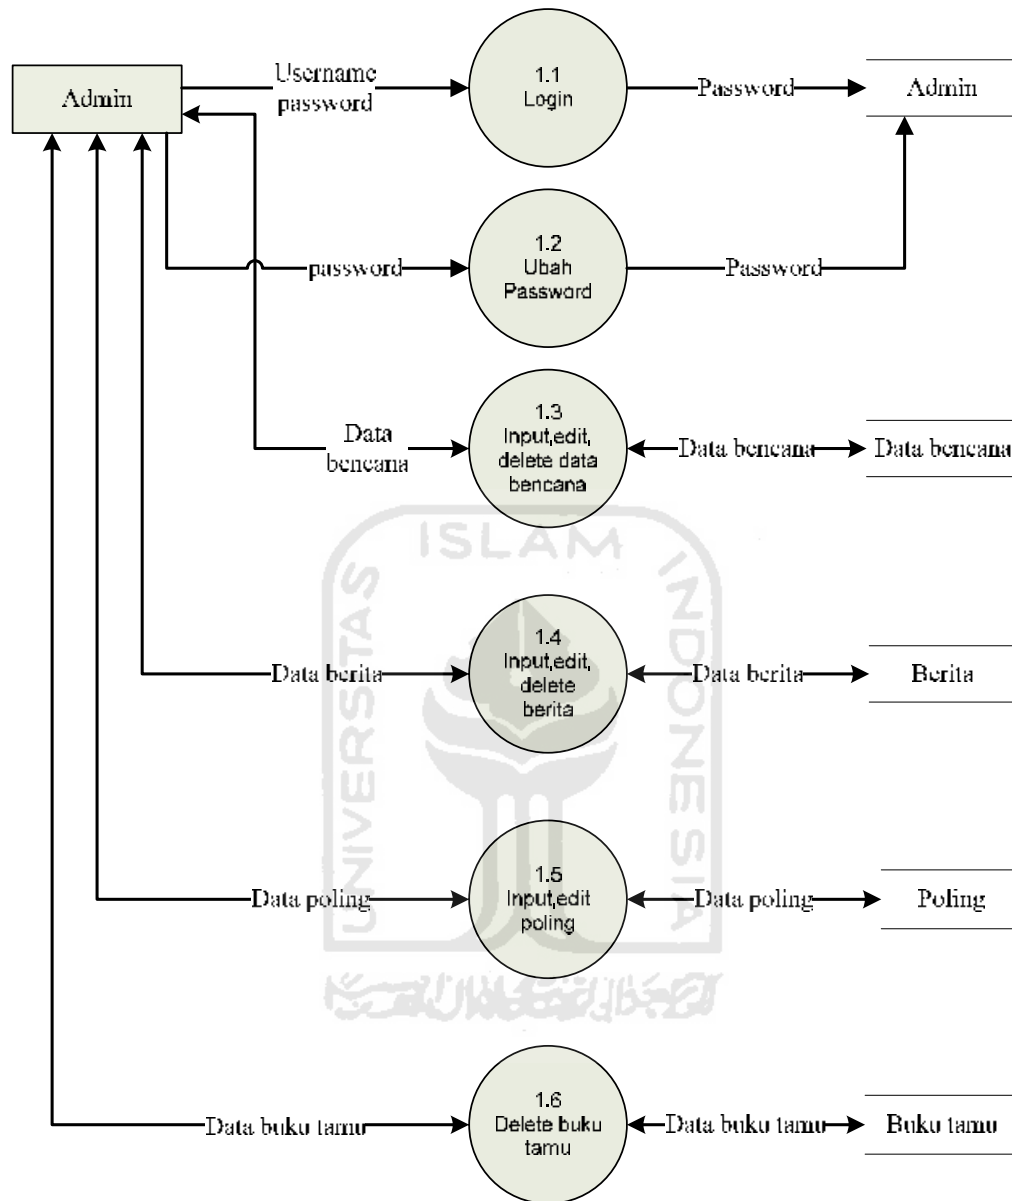 Admin
Username
password
1.1
Login
Password
Admin
password
1.2
Ubah
Password
Password
Data
bencana
1.3
Input,edit,
delete data
bencana
Data bencana
Data bencana
ISLAM
UNIVERSITAS
INDONESIA
Data berita
1.4
Input,edit,
delete
berita
Data berita
Berita
Data poling
1.5
Input,edit
poling
Data poling
Poling
Data buku tamu
1.6
Delete buku
tamu
Data buku tamu
Buku tamu